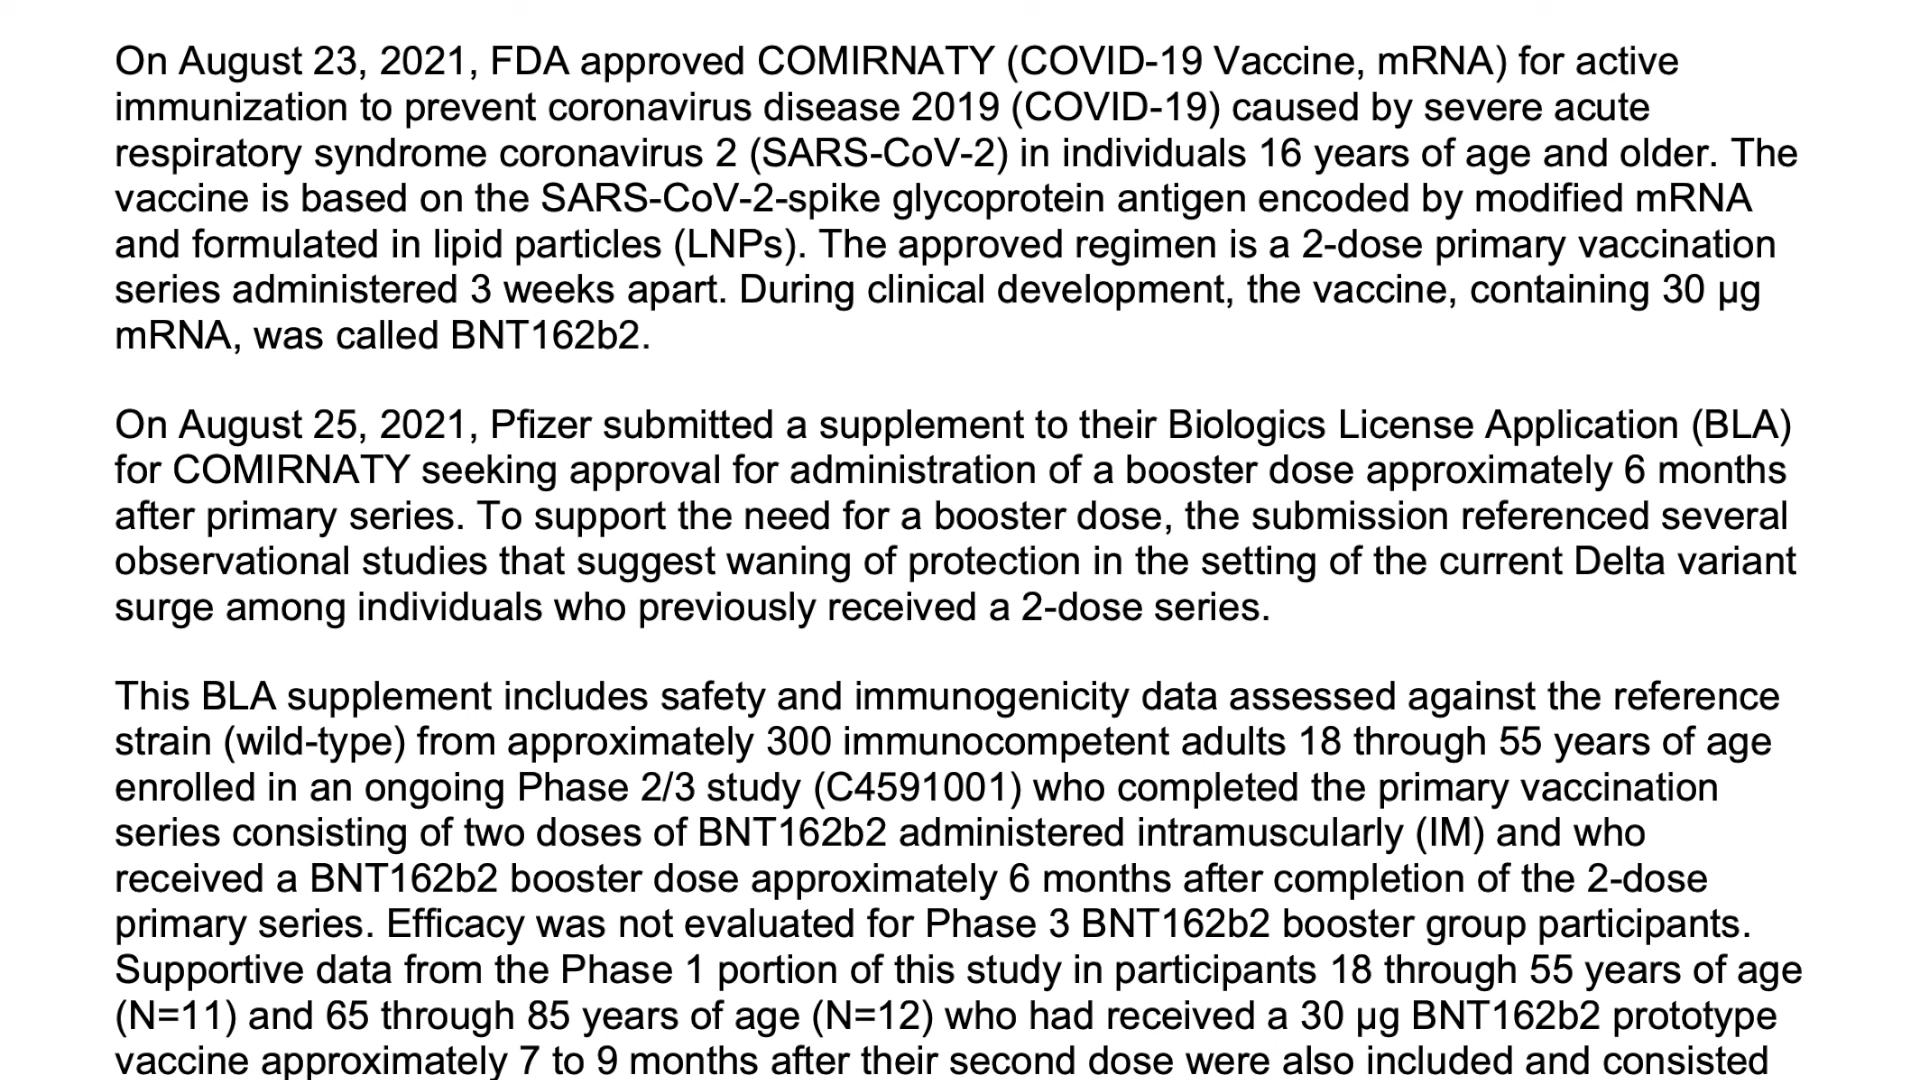 On August 23, 2021, FDA approved COMIRNATY (COVID-19 Vaccine, mRNA) for active
immunization to prevent coronavirus disease 2019 (COVID-19) caused by severe acute
respiratory syndrome coronavirus 2 (SARS-CoV-2) in individuals 16 years of age and older. The
vaccine is based on the SARS-CoV-2-spike glycoprotein antigen encoded by modified mRNA
and formulated in lipid particles (LNPs). The approved regimen is a 2-dose primary vaccination
series administered 3 weeks apart. During clinical development, the vaccine, containing 30 µg
mRNA, was called BNT162b2.
On August 25, 2021, Pfizer submitted a supplement to their Biologics License Application (BLA)
for COMIRNATY seeking approval for administration of a booster dose approximately 6 months
after primary series. To support the need for a booster dose, the submission referenced several
observational studies that suggest waning of protection in the setting of the current Delta variant
surge among individuals who previously received a 2-dose series.
This BLA supplement includes safety and immunogenicity data assessed against the reference
strain (wild-type) from approximately 300 immunocompetent adults 18 through 55 years of age
enrolled in an ongoing Phase 2/3 study (C4591001) who completed the primary vaccination
series consisting of two doses of BNT162b2 administered intramuscularly (IM) and who
received a BNT162b2 booster dose approximately 6 months after completion of the 2-dose
primary series. Efficacy was not evaluated for Phase 3 BNT162b2 booster group participants.
Supportive data from the Phase 1 portion of this study in participants 18 through 55 years of age
(N=11) and 65 through 85 years of age (N=12) who had received a 30 µg BNT162b2 prototype
vaccine approximately 7 to 9 months after their second dose were also included and consisted